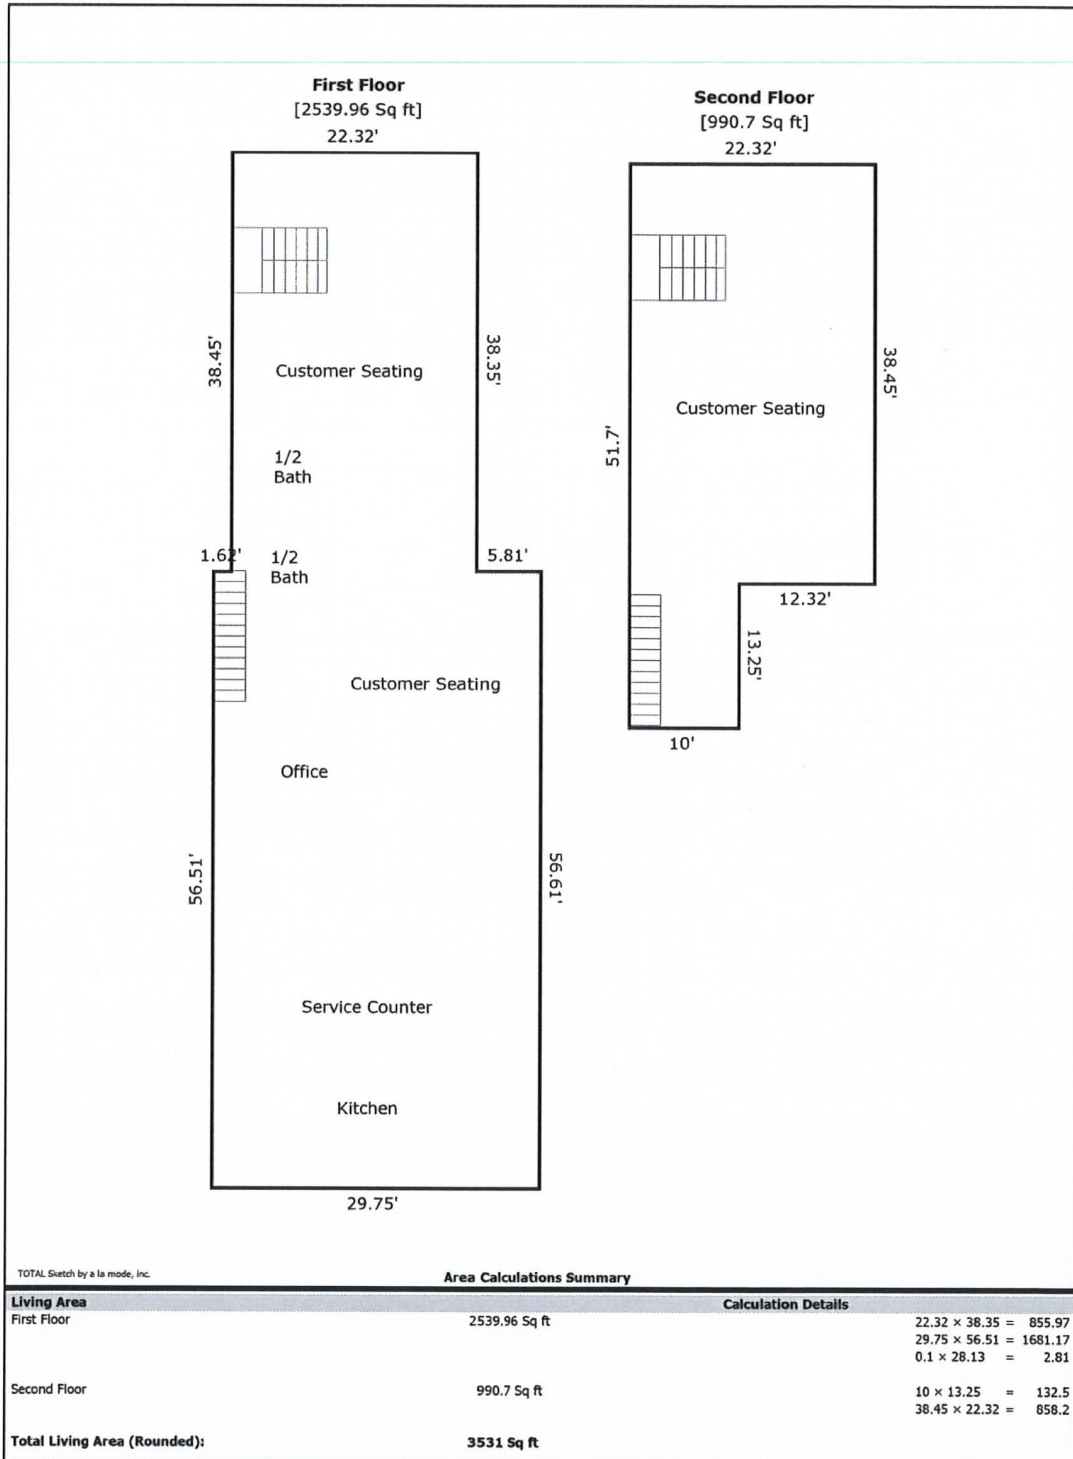 First Floor
[2539.96 Sq ft]
22.32'
38.45'
38.35'
Customer Seating
1/2
Bath
1.62'
1/2
Bath
5.81'
Customer Seating
Office
56.51'
56.61'
Service Counter
Kitchen
29.75'
Second Floor
[990.7 Sq ft]
22.32'
38.45'
Customer Seating
51.7'
12.32'
13.25'
10'
TOTAL Sketch by a la mode, inc.
Area Calculations Summary
Living Area Calculation Details
First Floor 2539.96 Sq ft 22.32 × 38.35 = 855.97
29.75 × 56.51 = 1681.17
0.1 × 28.13 = 2.81
Second Floor 990.7 Sq ft 10 × 13.25 = 132.5
38.45 × 22.32 = 858.2
Total Living Area (Rounded): 3531 Sq ft